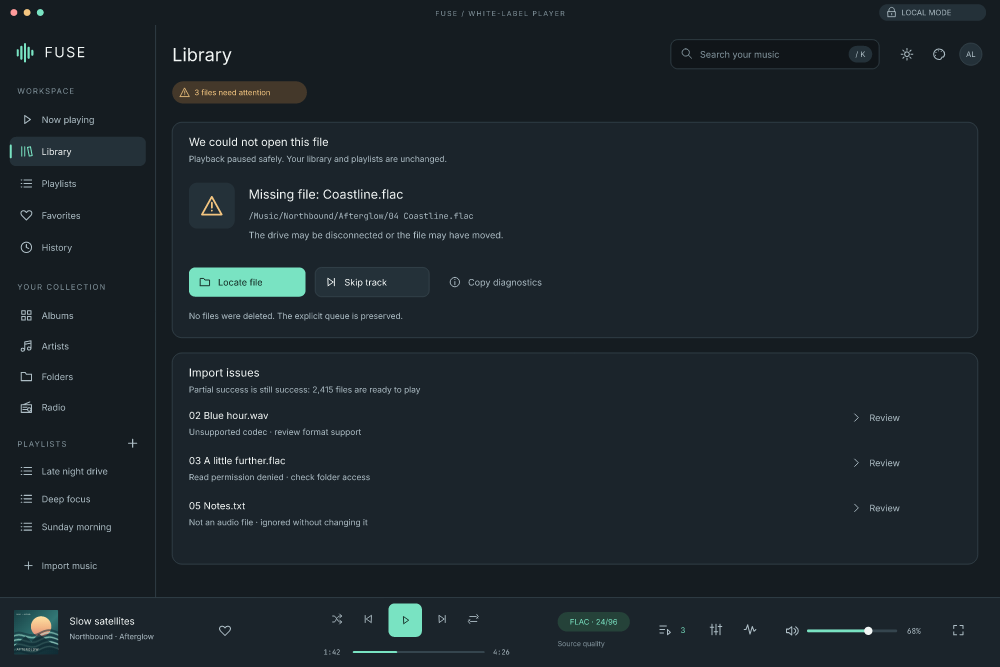 FUSE / WHITE-LABEL PLAYER
LOCAL MODE
FUSE
WORKSPACE
Now playing
Library
Playlists
Favorites
History
YOUR COLLECTION
Albums
Artists
Folders
Radio
PLAYLISTS
Late night drive
Deep focus
Sunday morning
Import music
Library
Search your music
/ K
AL
3 files need attention
We could not open this file
Playback paused safely. Your library and playlists are unchanged.
Missing file: Coastline.flac
/Music/Northbound/Afterglow/04 Coastline.flac
The drive may be disconnected or the file may have moved.
Locate file
Skip track
Copy diagnostics
No files were deleted. The explicit queue is preserved.
Import issues
Partial success is still success: 2,415 files are ready to play
02 Blue hour.wav
Unsupported codec · review format support
Review
03 A little further.flac
Read permission denied · check folder access
Review
05 Notes.txt
Not an audio file · ignored without changing it
Review
AFTERGLOW
Slow satellites
Northbound · Afterglow
1:42
4:26
FLAC · 24/96
Source quality
3
68%